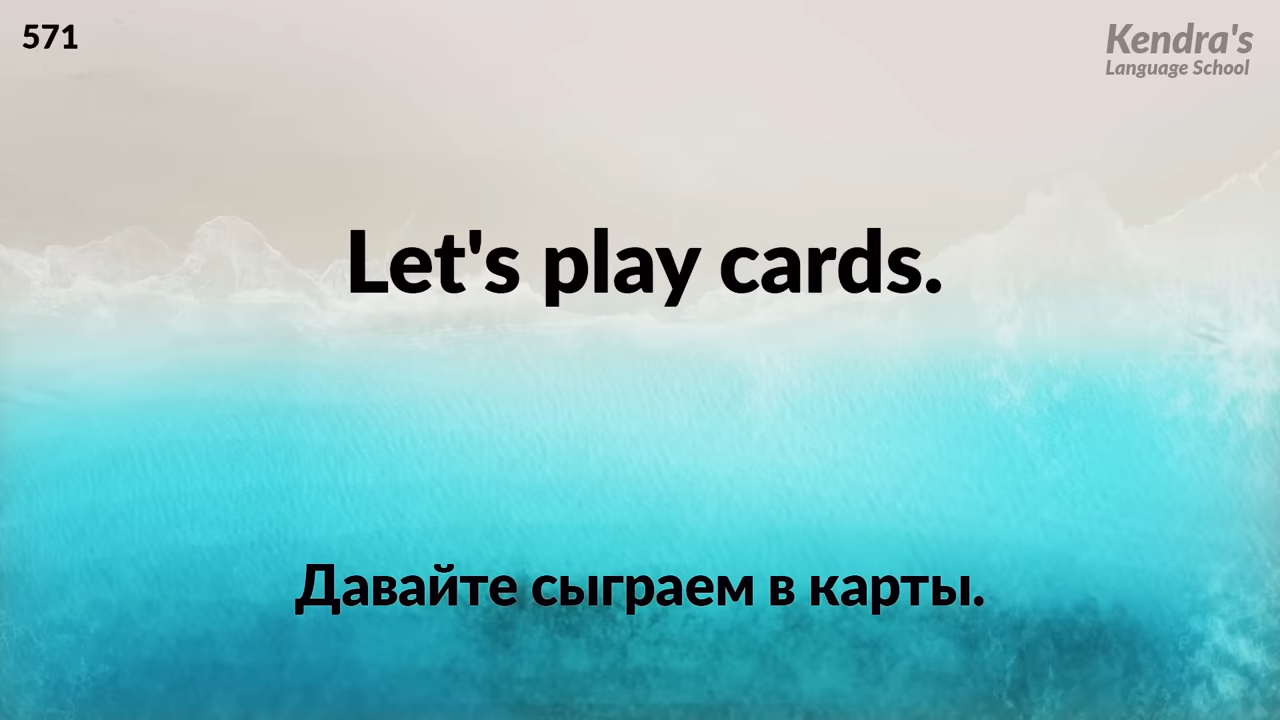 571
Kendra's
Language School
Let's play cards.
Давайте сыграем в карты.